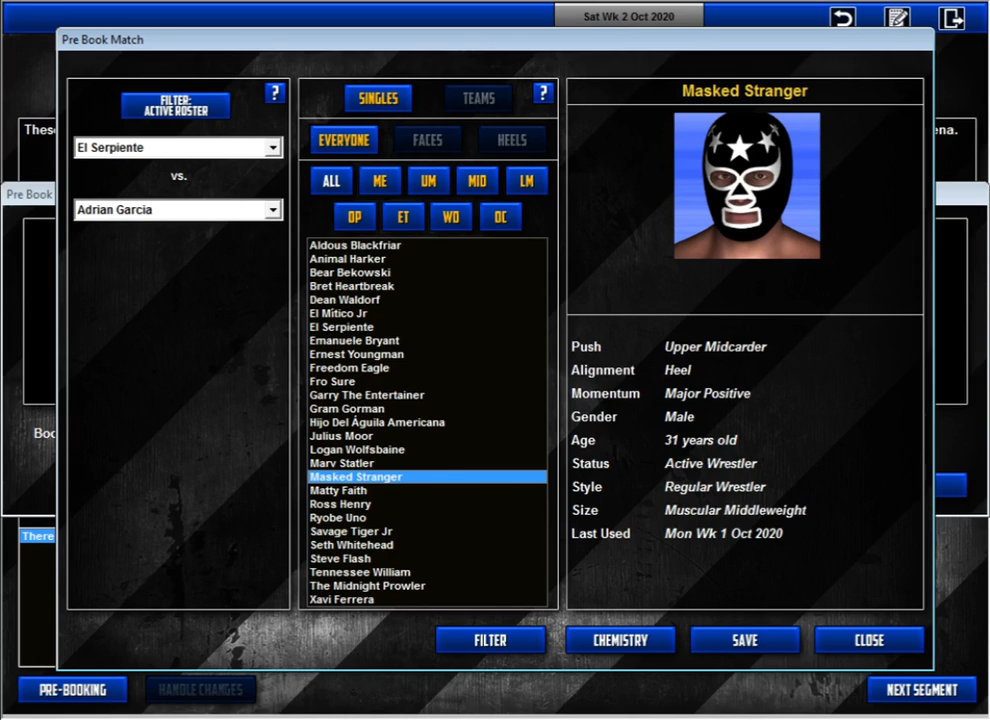 Sat Wk 2 Oct 2020
Pre Book Match
These
ena.
Pre Book
Boo
There
FILTER:
ACTIVE ROSTER
?
El Serpiente
vs.
Adrian Garcia
SINGLES
TEAMS
?
EVERYONE
FACES
HEELS
ALL
ME
UM
MID
LM
OP
ET
WO
OC
Aldous Blackfriar
Animal Harker
Bear Bekowski
Bret Heartbreak
Dean Waldorf
El Mítico Jr
El Serpiente
Emanuele Bryant
Ernest Youngman
Freedom Eagle
Fro Sure
Garry The Entertainer
Gram Gorman
Hijo Del Águila Americana
Julius Moor
Logan Wolfsbaine
Marv Statler
Masked Stranger
Matty Faith
Ross Henry
Ryobe Uno
Savage Tiger Jr
Seth Whitehead
Steve Flash
Tennessee William
The Midnight Prowler
Xavi Ferrera
Masked Stranger
Push Upper Midcarder
Alignment Heel
Momentum Major Positive
Gender Male
Age 31 years old
Status Active Wrestler
Style Regular Wrestler
Size Muscular Middleweight
Last Used Mon Wk 1 Oct 2020
FILTER
CHEMISTRY
SAVE
CLOSE
PRE-BOOKING
HANDLE CHANGES
NEXT SEGMENT